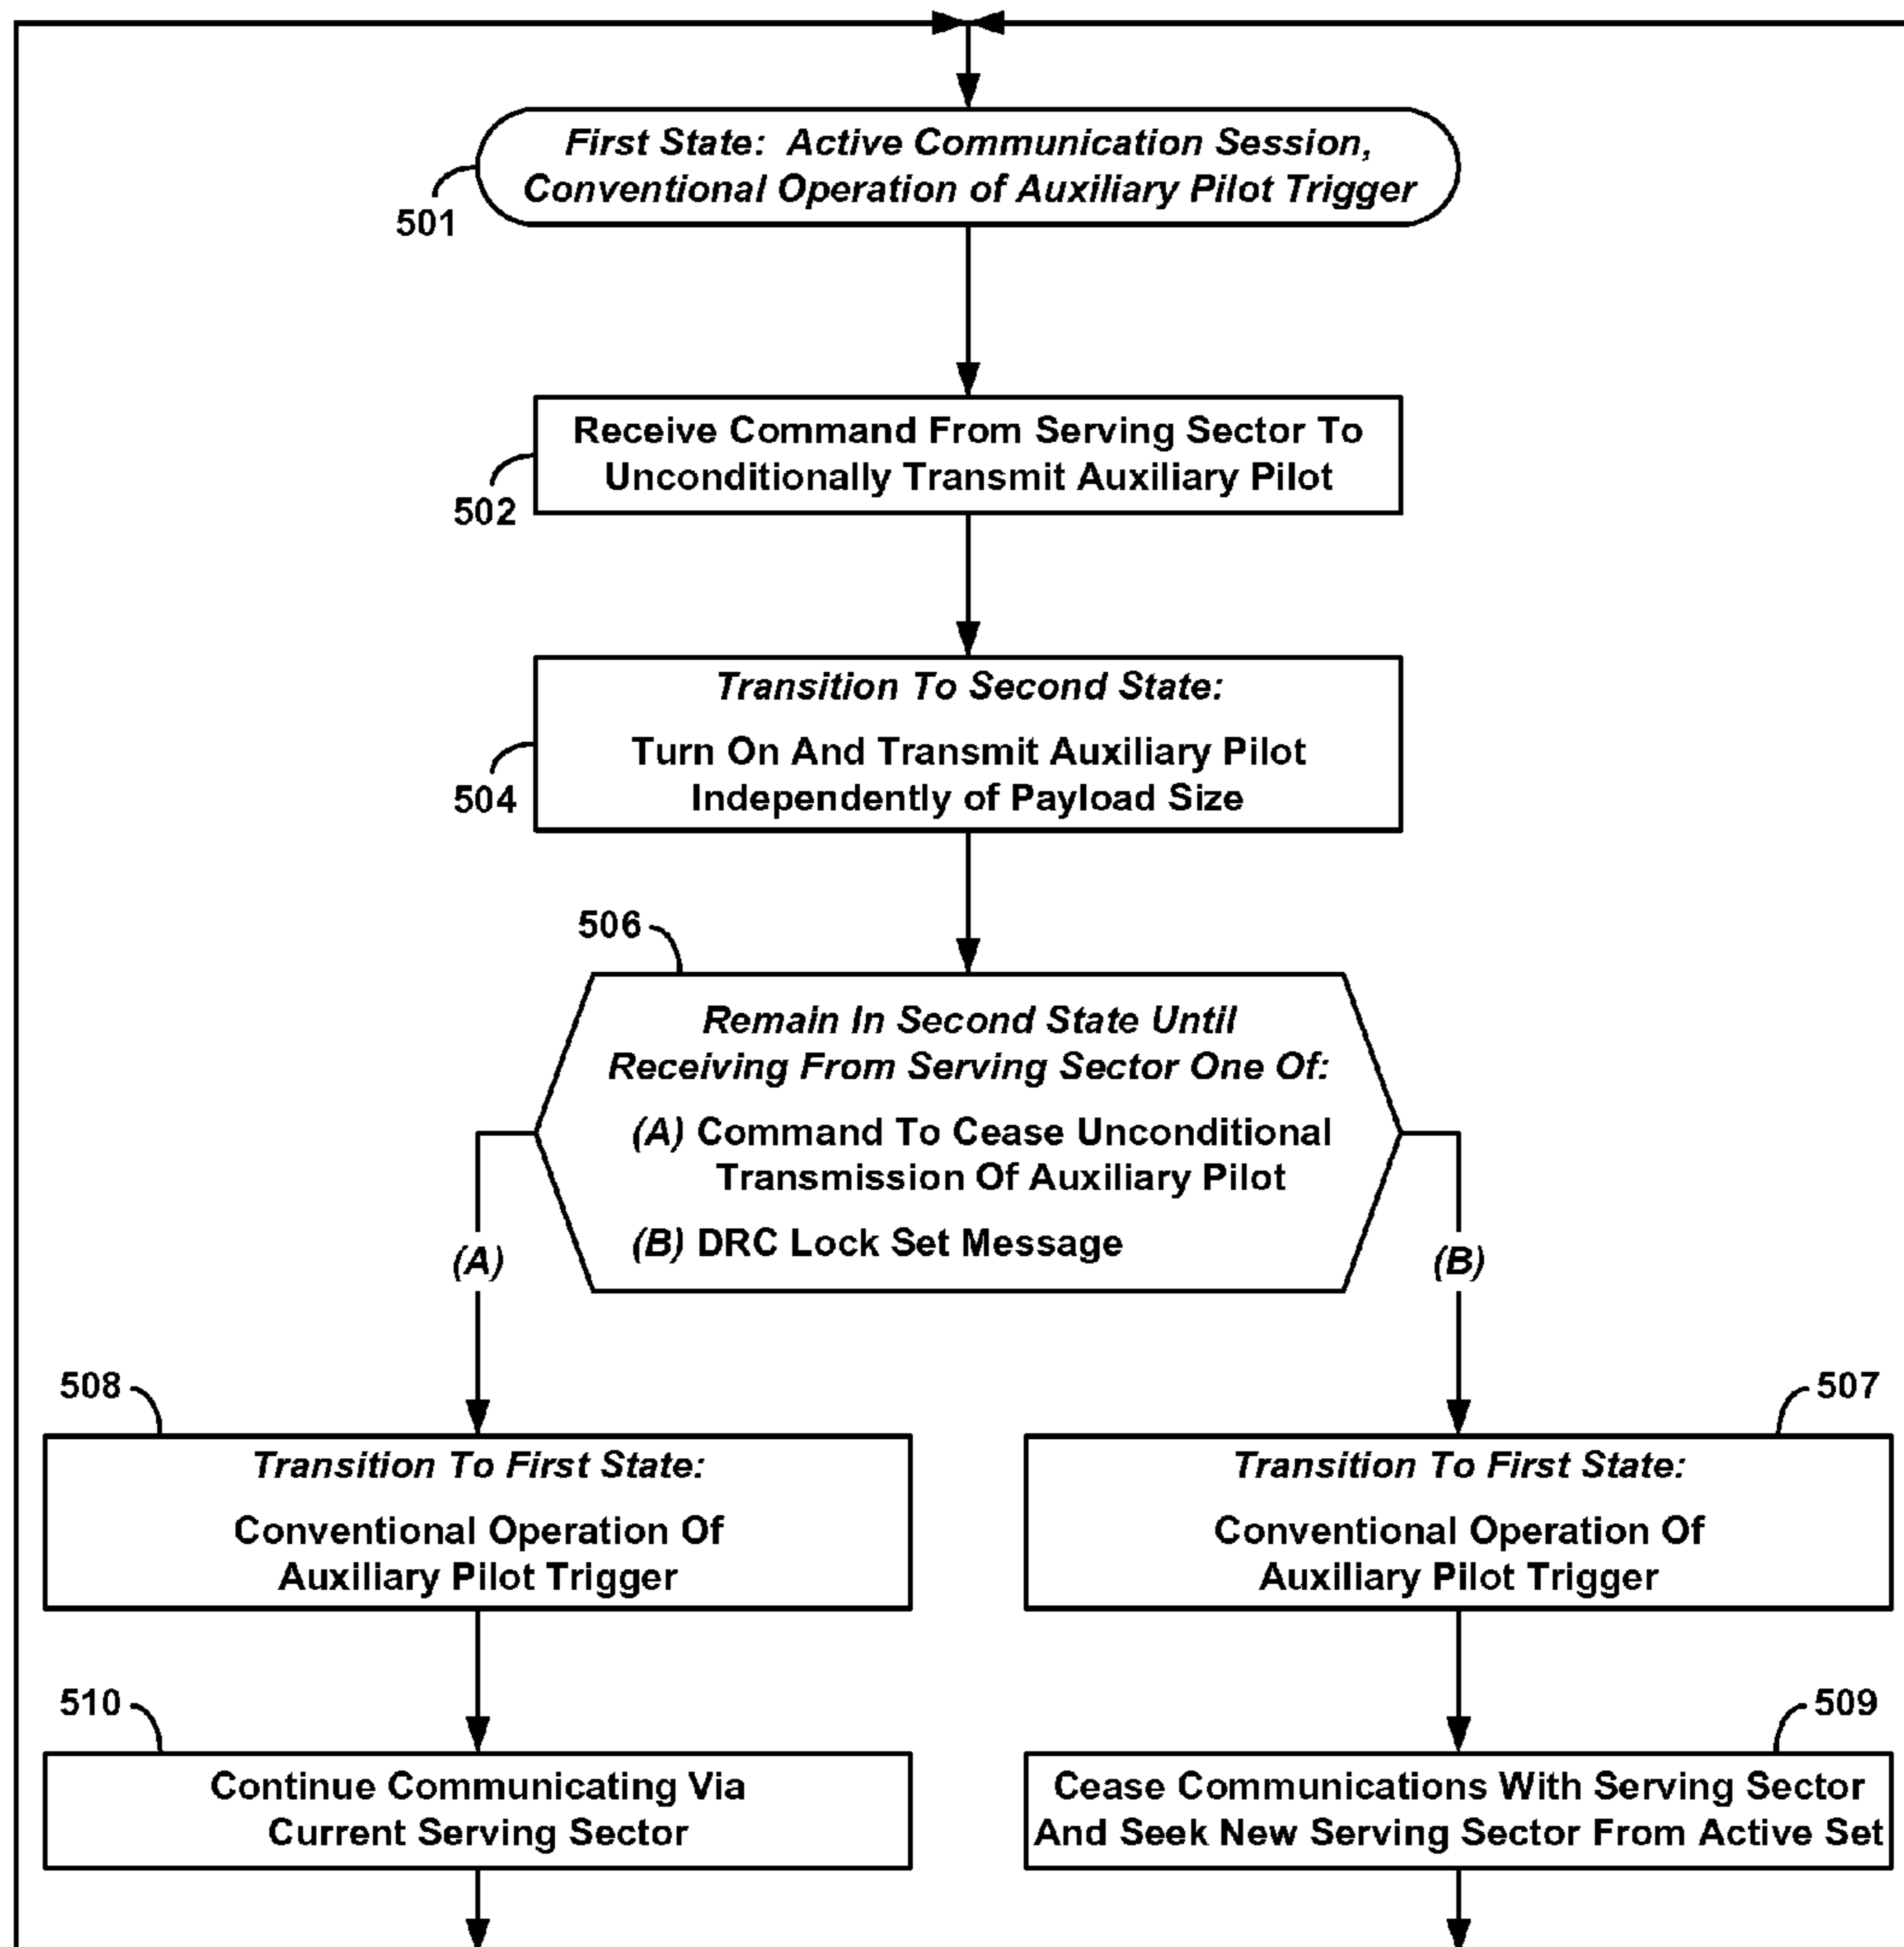 First State: Active Communication Session,
Conventional Operation of Auxiliary Pilot Trigger
501
Receive Command From Serving Sector To
Unconditionally Transmit Auxiliary Pilot
502
Transition To Second State:
Turn On And Transmit Auxiliary Pilot
Independently of Payload Size
504
506
Remain In Second State Until
Receiving From Serving Sector One Of:
(A) Command To Cease Unconditional
Transmission Of Auxiliary Pilot
(B) DRC Lock Set Message
(A)
(B)
508
Transition To First State:
Conventional Operation Of
Auxiliary Pilot Trigger
507
Transition To First State:
Conventional Operation Of
Auxiliary Pilot Trigger
510
Continue Communicating Via
Current Serving Sector
509
Cease Communications With Serving Sector
And Seek New Serving Sector From Active Set